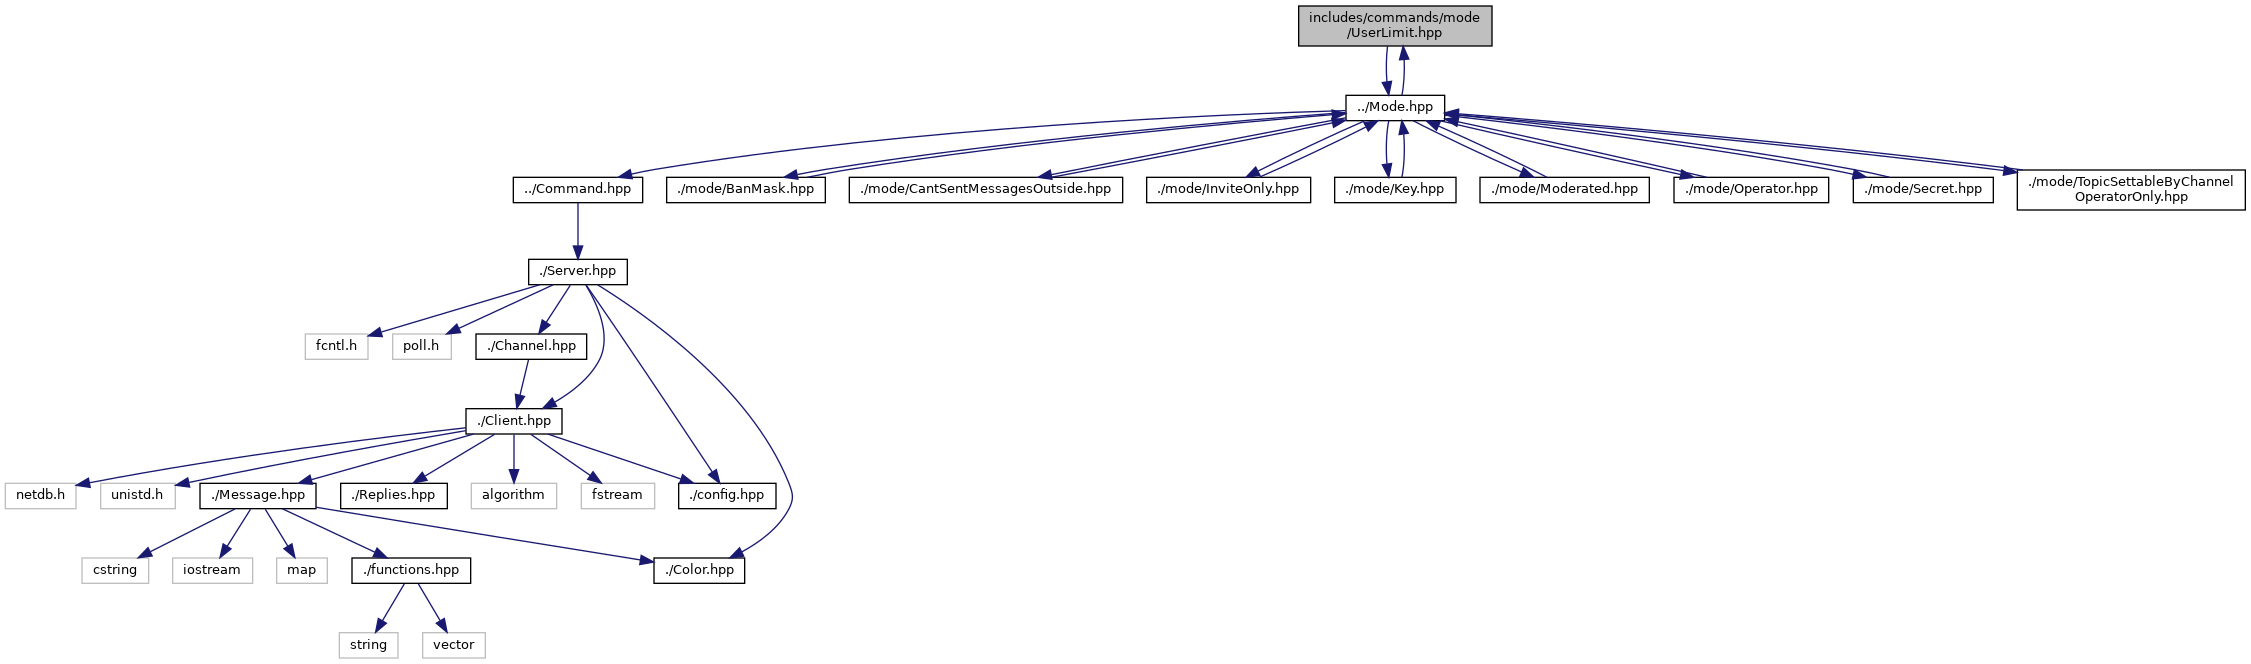 includes/commands/mode
/UserLimit.hpp
../Mode.hpp
../Command.hpp
./mode/BanMask.hpp
./mode/CantSentMessagesOutside.hpp
./mode/InviteOnly.hpp
./mode/Key.hpp
./mode/Moderated.hpp
./mode/Operator.hpp
./mode/Secret.hpp
./mode/TopicSettableByChannel
OperatorOnly.hpp
./Server.hpp
fcntl.h
poll.h
./Channel.hpp
./Client.hpp
netdb.h
unistd.h
./Message.hpp
./Replies.hpp
algorithm
fstream
./config.hpp
cstring
iostream
map
./functions.hpp
./Color.hpp
string
vector